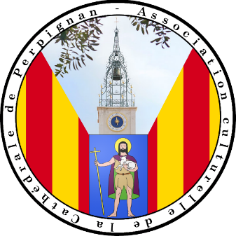 Association culturelle de la Cathédrale de Perpignan -